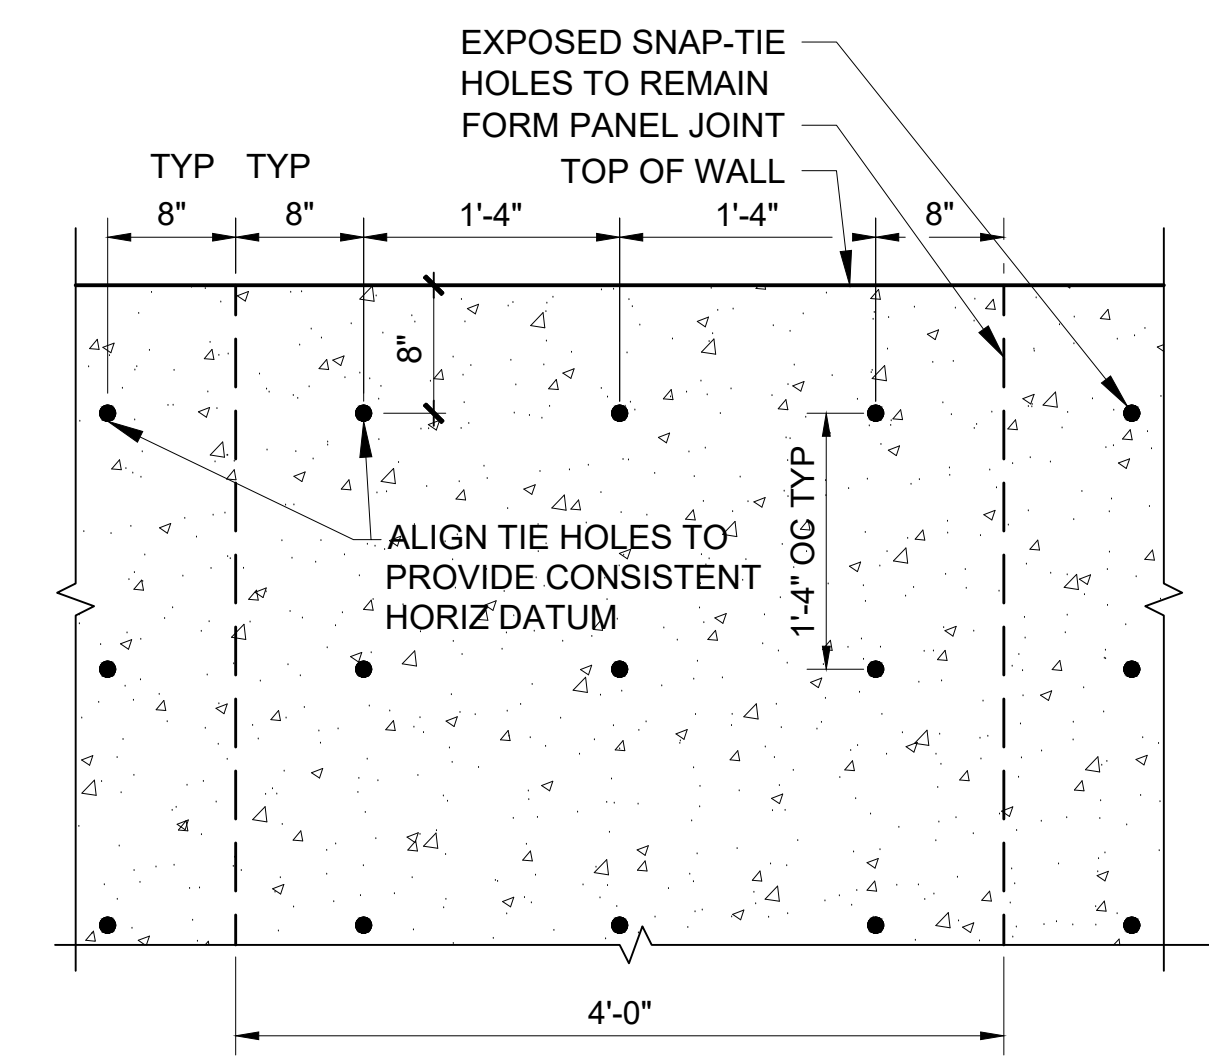 EXPOSED SNAP-TIE
HOLES TO REMAIN
FORM PANEL JOINT
TOP OF WALL
TYP TYP
8" 8" 1'-4" 1'-4" 8"
8"
1'-4" OC TYP
ALIGN TIE HOLES TO
PROVIDE CONSISTENT
HORIZ DATUM
4'-0"